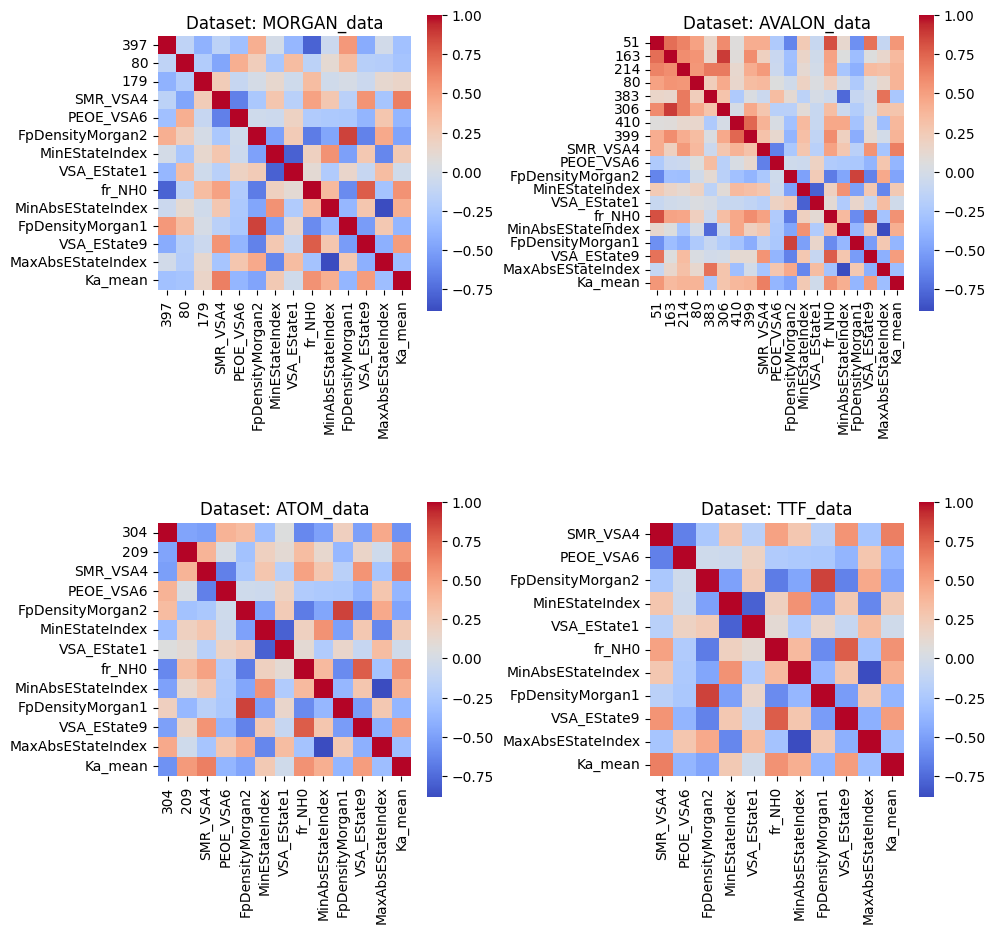 Dataset: MORGAN_data
397
80
179
SMR_VSA4
PEOE_VSA6
FpDensityMorgan2
MinEStateIndex
VSA_EState1
fr_NH0
MinAbsEStateIndex
FpDensityMorgan1
VSA_EState9
MaxAbsEStateIndex
Ka_mean
397
80
179
SMR_VSA4
PEOE_VSA6
FpDensityMorgan2
MinEStateIndex
VSA_EState1
fr_NH0
MinAbsEStateIndex
FpDensityMorgan1
VSA_EState9
MaxAbsEStateIndex
Ka_mean
1.00
0.75
0.50
0.25
0.00
−0.25
−0.50
−0.75
Dataset: AVALON_data
51
163
214
80
383
306
410
399
SMR_VSA4
PEOE_VSA6
FpDensityMorgan2
MinEStateIndex
VSA_EState1
fr_NH0
MinAbsEStateIndex
FpDensityMorgan1
VSA_EState9
MaxAbsEStateIndex
Ka_mean
51
163
214
80
383
306
410
399
SMR_VSA4
PEOE_VSA6
FpDensityMorgan2
MinEStateIndex
VSA_EState1
fr_NH0
MinAbsEStateIndex
FpDensityMorgan1
VSA_EState9
MaxAbsEStateIndex
Ka_mean
1.00
0.75
0.50
0.25
0.00
−0.25
−0.50
−0.75
Dataset: ATOM_data
304
209
SMR_VSA4
PEOE_VSA6
FpDensityMorgan2
MinEStateIndex
VSA_EState1
fr_NH0
MinAbsEStateIndex
FpDensityMorgan1
VSA_EState9
MaxAbsEStateIndex
Ka_mean
304
209
SMR_VSA4
PEOE_VSA6
FpDensityMorgan2
MinEStateIndex
VSA_EState1
fr_NH0
MinAbsEStateIndex
FpDensityMorgan1
VSA_EState9
MaxAbsEStateIndex
Ka_mean
1.00
0.75
0.50
0.25
0.00
−0.25
−0.50
−0.75
Dataset: TTF_data
SMR_VSA4
PEOE_VSA6
FpDensityMorgan2
MinEStateIndex
VSA_EState1
fr_NH0
MinAbsEStateIndex
FpDensityMorgan1
VSA_EState9
MaxAbsEStateIndex
Ka_mean
SMR_VSA4
PEOE_VSA6
FpDensityMorgan2
MinEStateIndex
VSA_EState1
fr_NH0
MinAbsEStateIndex
FpDensityMorgan1
VSA_EState9
MaxAbsEStateIndex
Ka_mean
1.00
0.75
0.50
0.25
0.00
−0.25
−0.50
−0.75